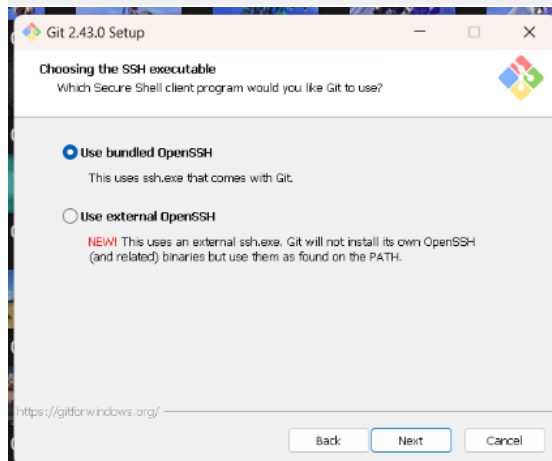 Git 2.43.0 Setup
Choosing the SSH executable
Which Secure Shell client program would you like Git to use?
Use bundled OpenSSH
This uses ssh.exe that comes with Git.
Use external OpenSSH
NEW! This uses an external ssh.exe. Git will not install its own OpenSSH
(and related) binaries but use them as found on the PATH.
https://gitforwindows.org/
Back Next Cancel